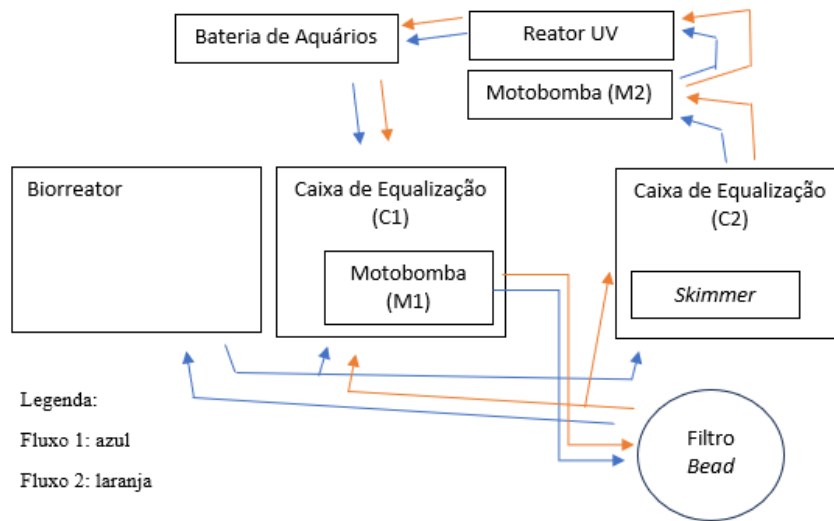 Bateria de Aquários
Reator UV
Motobomba (M2)
Biorreator
Caixa de Equalização
(C1)
Motobomba
(M1)
Caixa de Equalização
(C2)
Skimmer
Legenda:
Fluxo 1: azul
Fluxo 2: laranja
Filtro
Bead